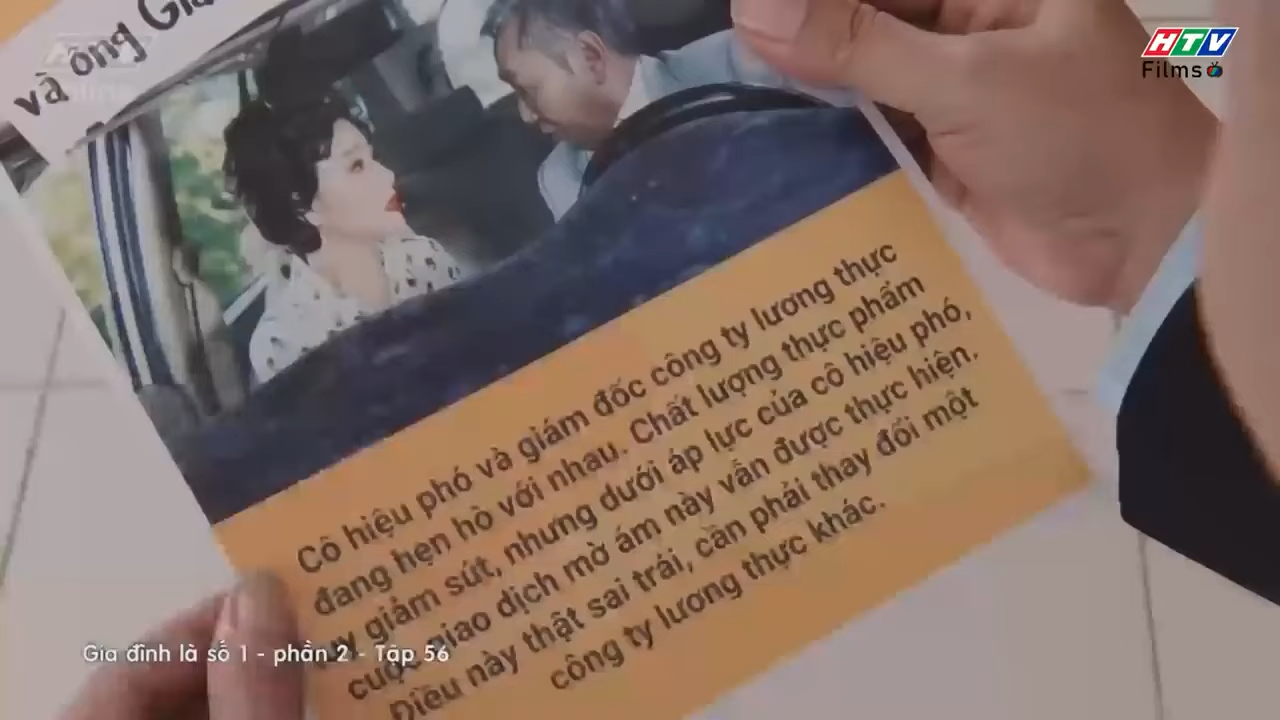 và ông Giá
HTV
Films
Cô hiệu phó và giám đốc công ty lương thực
đang hẹn hò với nhau. Chất lượng thực phẩm
uy giảm sút, nhưng dưới áp lực của cô hiệu phó,
cuộc giao dịch mờ ám này vẫn được thực hiện.
Điều này thật sai trái, cần phải thay đổi một
công ty lương thực khác.
Gia đình là số 1 - phần 2 - Tập 56